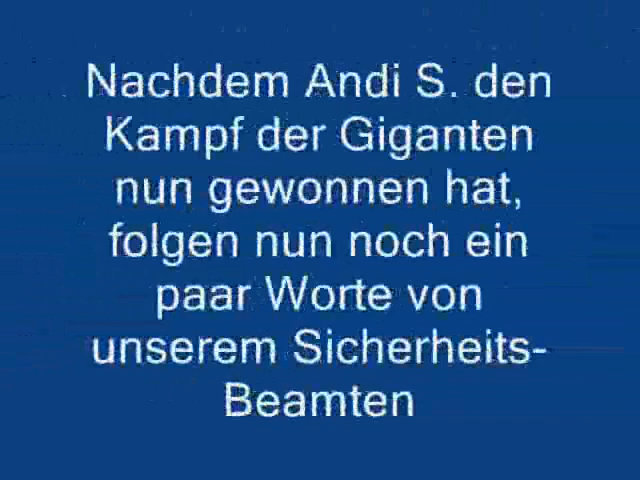 Nachdem Andi S. den
Kampf der Giganten
nun gewonnen hat,
folgen nun noch ein
paar Worte von
unserem Sicherheits-
Beamten